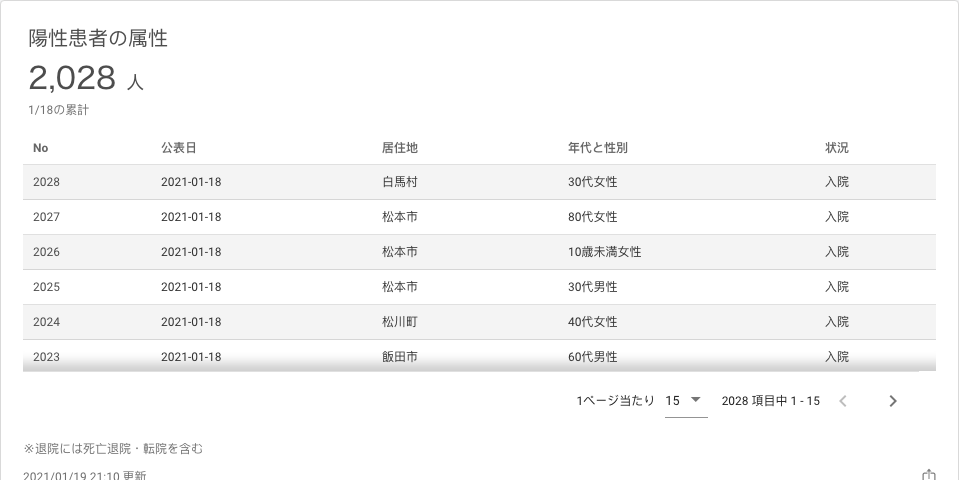 陽性患者の属性
2,028 人
1/18の累計
No 公表日 居住地 年代と性別 状況
2028 2021-01-18 白馬村 30代女性 入院
2027 2021-01-18 松本市 80代女性 入院
2026 2021-01-18 松本市 10歳未満女性 入院
2025 2021-01-18 松本市 30代男性 入院
2024 2021-01-18 松川町 40代女性 入院
2023 2021-01-18 飯田市 60代男性 入院
1ページ当たり 15 2028 項目中 1 - 15
※退院には死亡退院・転院を含む
2021/01/19 21:10 更新